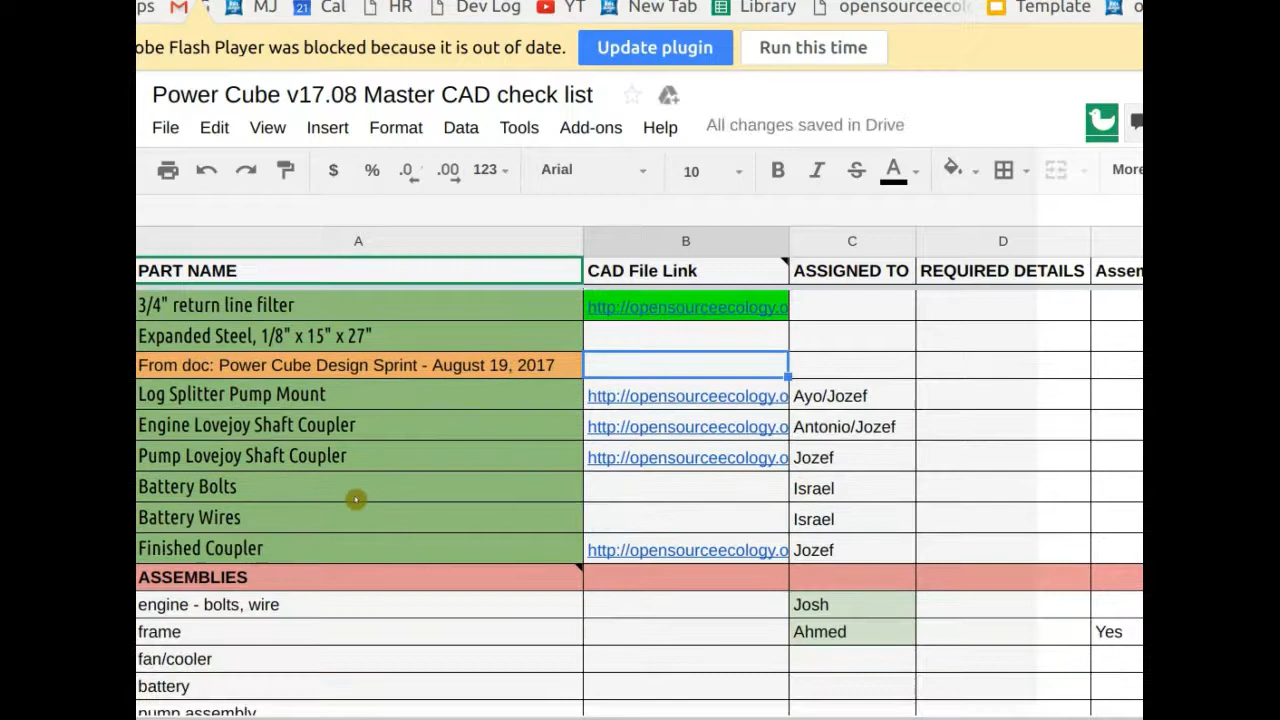 ps MJ 21 Cal HR Dev Log YT New Tab Library opensourceecol Template o
obe Flash Player was blocked because it is out of date. Update plugin Run this time
Power Cube v17.08 Master CAD check list
File Edit View Insert Format Data Tools Add-ons Help All changes saved in Drive
$ % .0 .00 123 Arial 10 B I S A More
A B C D
PART NAME CAD File Link ASSIGNED TO REQUIRED DETAILS Assem
3/4" return line filter http://opensourceecology.o
Expanded Steel, 1/8" x 15" x 27"
From doc: Power Cube Design Sprint - August 19, 2017
Log Splitter Pump Mount http://opensourceecology.o Ayo/Jozef
Engine Lovejoy Shaft Coupler http://opensourceecology.o Antonio/Jozef
Pump Lovejoy Shaft Coupler http://opensourceecology.o Jozef
Battery Bolts Israel
Battery Wires Israel
Finished Coupler http://opensourceecology.o Jozef
ASSEMBLIES
engine - bolts, wire Josh
frame Ahmed Yes
fan/cooler
battery
pump assembly